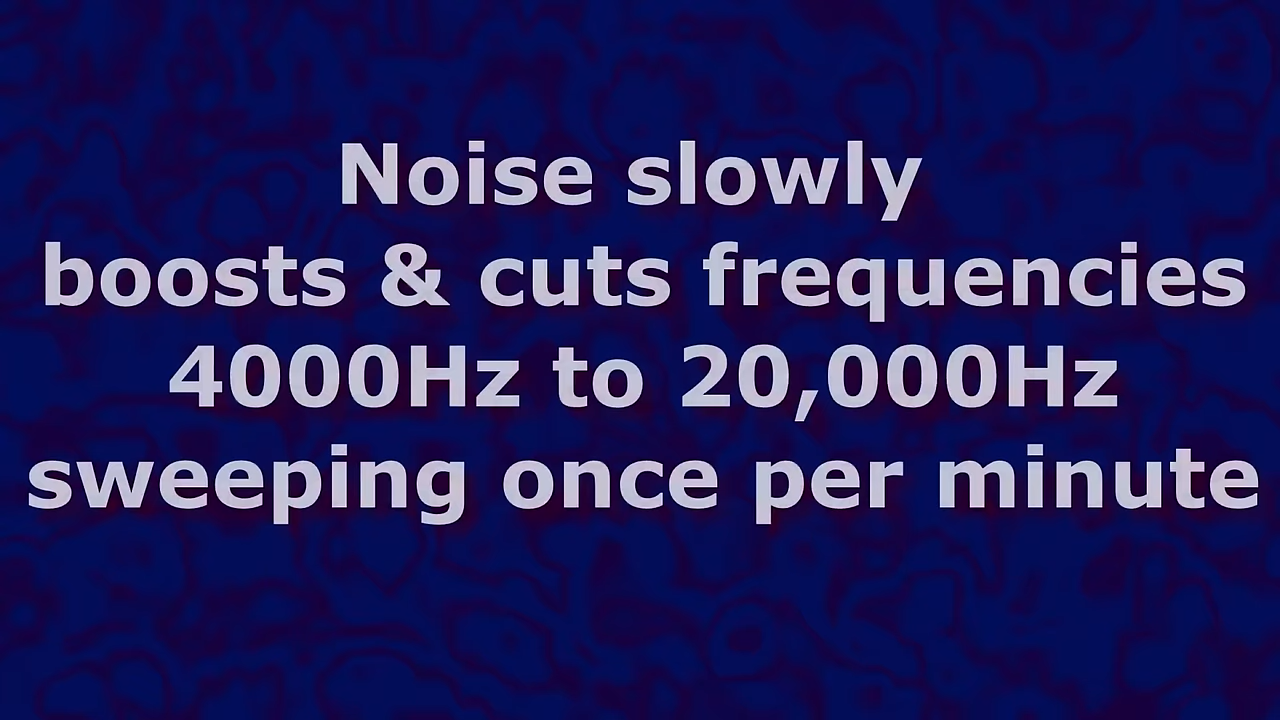 Noise slowly
boosts & cuts frequencies
4000Hz to 20,000Hz
sweeping once per minute